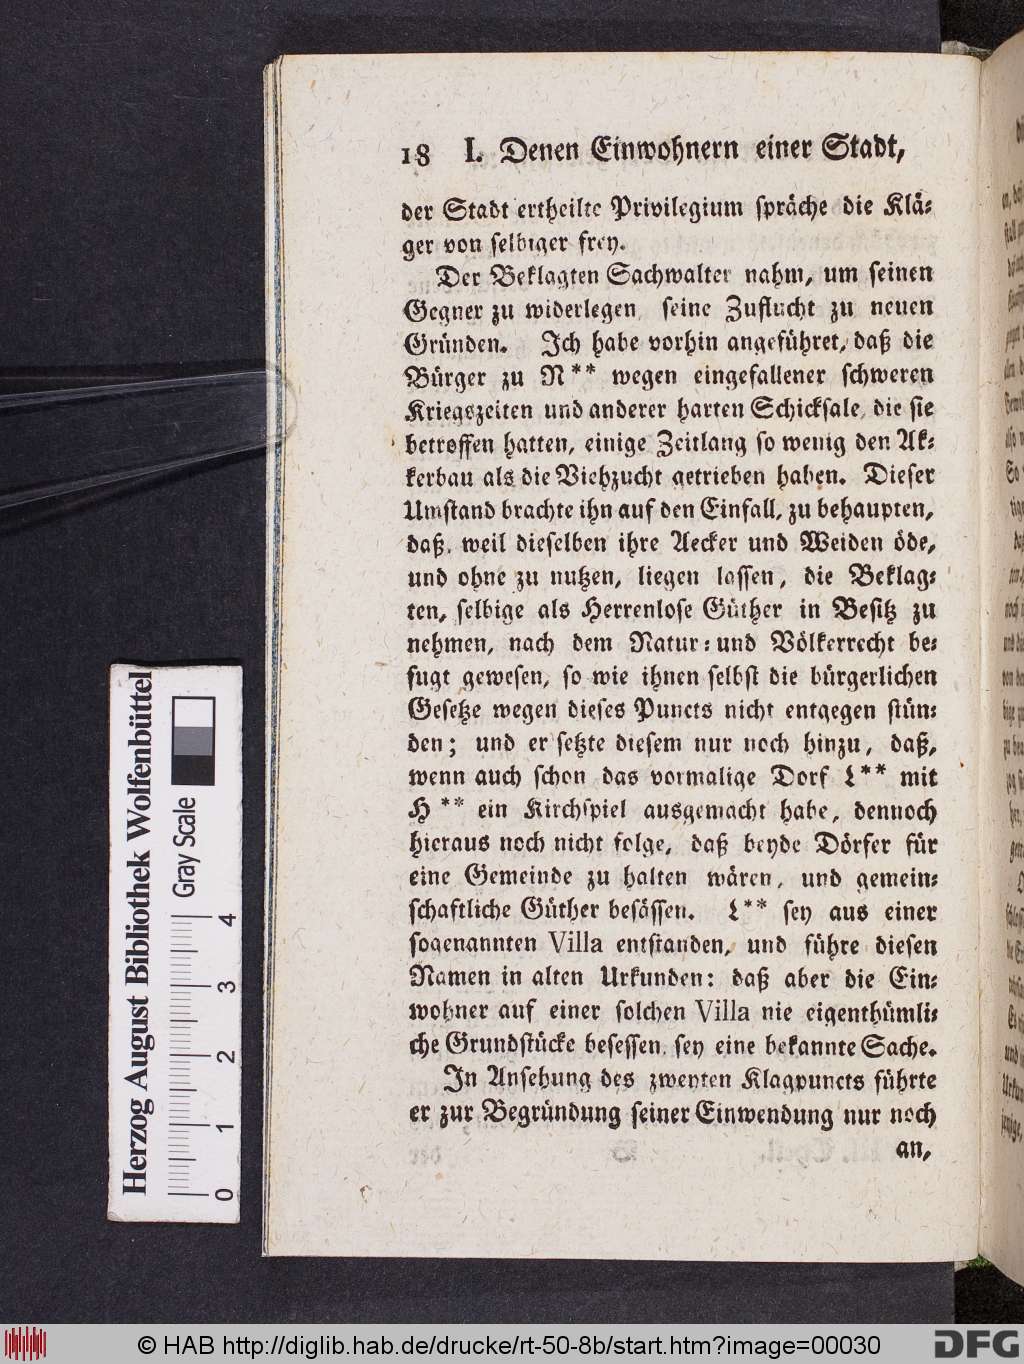 18 I. Denen Einwohnern einer Stadt,
der Stadt ertheilte Privilegium spräche die Klä-
ger von selbiger frey.
Der Beklagten Sachwalter nahm, um seinen
Gegner zu widerlegen seine Zuflucht zu neuen
Gründen. Ich habe vorhin angeführet, daß die
Bürger zu N** wegen eingefallener schweren
Kriegszeiten und anderer harten Schicksale, die sie
betroffen hatten, einige Zeitlang so wenig den Ak-
kerbau als die Viehzucht getrieben haben. Dieser
Umstand brachte ihn auf den Einfall, zu behaupten,
daß, weil dieselben ihre Aecker und Weiden öde,
und ohne zu nutzen, liegen lassen, die Beklag-
ten, selbige als Herrenlose Güther in Besitz zu
nehmen, nach dem Natur- und Völkerrecht be-
fugt gewesen, so wie ihnen selbst die bürgerlichen
Gesetze wegen dieses Puncts nicht entgegen stün-
den; und er setzte diesem nur noch hinzu, daß,
wenn auch schon das vormalige Dorf L** mit
H** ein Kirchspiel ausgemacht habe, dennoch
hieraus noch nicht folge, daß beyde Dörfer für
eine Gemeinde zu halten wären, und gemein-
schaftliche Güther besässen. L** sey aus einer
sogenannten Villa entstanden, und führe diesen
Namen in alten Urkunden: daß aber die Ein-
wohner auf einer solchen Villa nie eigenthümli-
che Grundstücke besessen, sey eine bekannte Sache.
In Ansehung des zweyten Klagpuncts führte
er zur Begründung seiner Einwendung nur noch
an,
Herzog August Bibliothek Wolfenbüttel
Gray Scale
0 1 2 3 4
© HAB http://diglib.hab.de/drucke/rt-50-8b/start.htm?image=00030
DFG